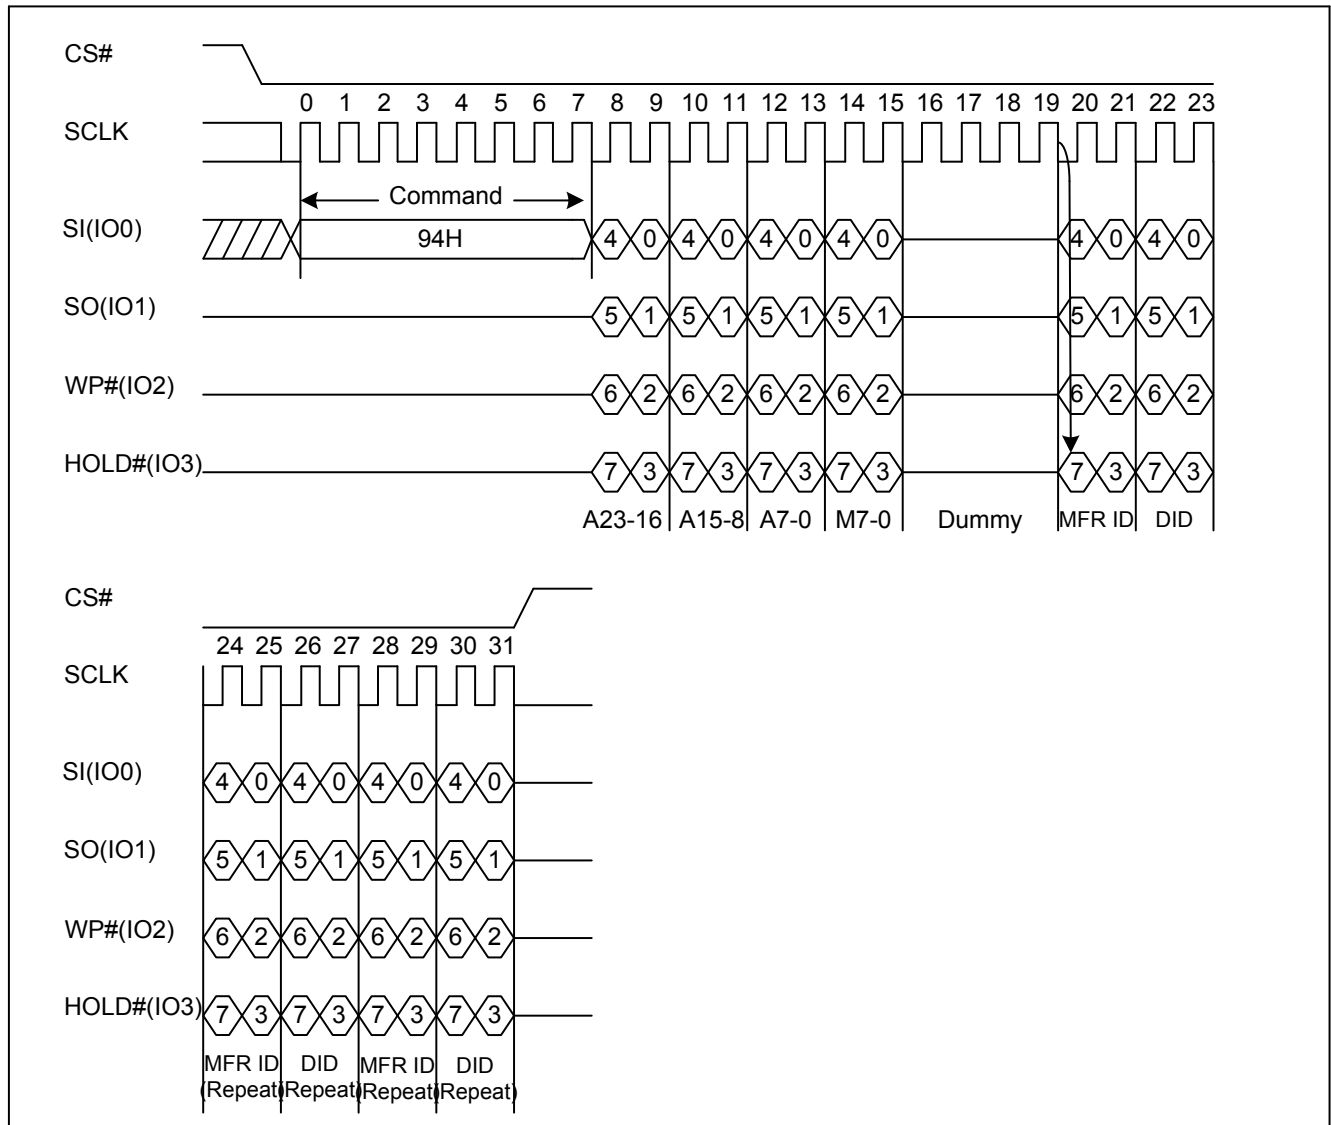 CS#
0 1 2 3 4 5 6 7 8 9 10 11 12 13 14 15 16 17 18 19 20 21 22 23
SCLK
Command
SI(IO0) 94H 4 0 4 0 4 0 4 0 4 0 4 0
SO(IO1) 5 1 5 1 5 1 5 1 5 1 5 1
WP#(IO2) 6 2 6 2 6 2 6 2 6 2 6 2
HOLD#(IO3) 7 3 7 3 7 3 7 3 7 3 7 3
A23-16 A15-8 A7-0 M7-0 Dummy MFR ID DID
CS#
24 25 26 27 28 29 30 31
SCLK
SI(IO0) 4 0 4 0 4 0 4 0
SO(IO1) 5 1 5 1 5 1 5 1
WP#(IO2) 6 2 6 2 6 2 6 2
HOLD#(IO3) 7 3 7 3 7 3 7 3
MFR ID DID MFR ID DID
(Repeat) (Repeat) (Repeat) (Repeat)